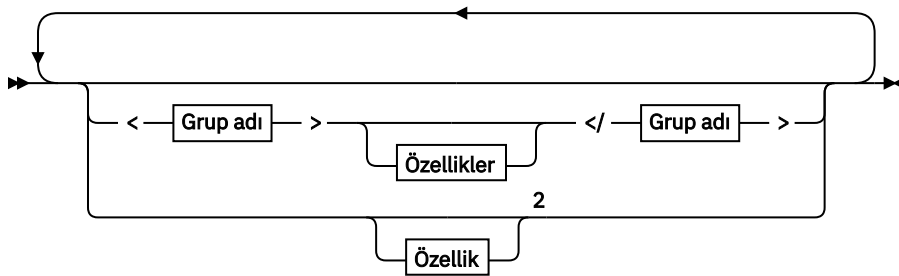 < Grup adı > </ Grup adı >
Özellikler
2
Özellik